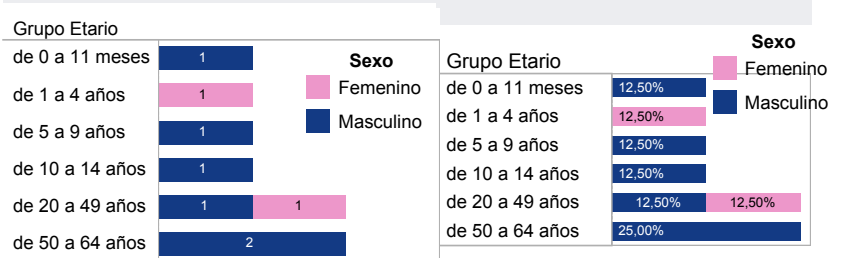 Grupo Etario
de 0 a 11 meses 1
de 1 a 4 años 1
de 5 a 9 años 1
de 10 a 14 años 1
de 20 a 49 años 1 1
de 50 a 64 años 2
Sexo
Femenino
Masculino
Grupo Etario
de 0 a 11 meses 12,50%
de 1 a 4 años 12,50%
de 5 a 9 años 12,50%
de 10 a 14 años 12,50%
de 20 a 49 años 12,50% 12,50%
de 50 a 64 años 25,00%
Sexo
Femenino
Masculino